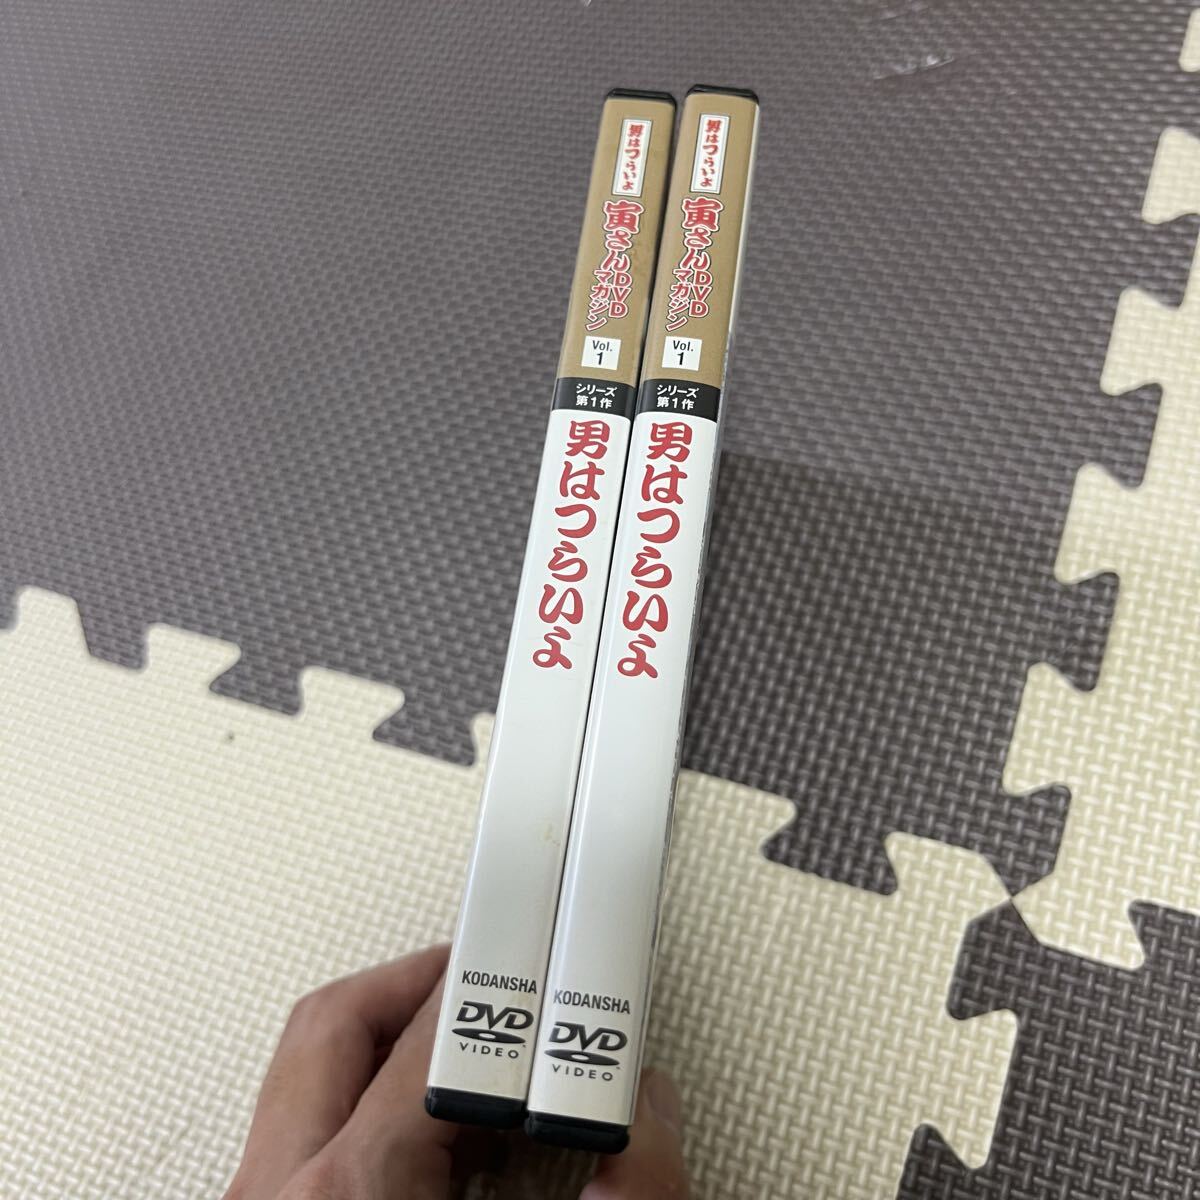 男はつらいよ
寅さんDVD
マガジン
Vol.
1
シリーズ
第1作
男はつらいよ
KODANSHA
DVD
VIDEO
男はつらいよ
寅さんDVD
マガジン
Vol.
1
シリーズ
第1作
男はつらいよ
KODANSHA
DVD
VIDEO